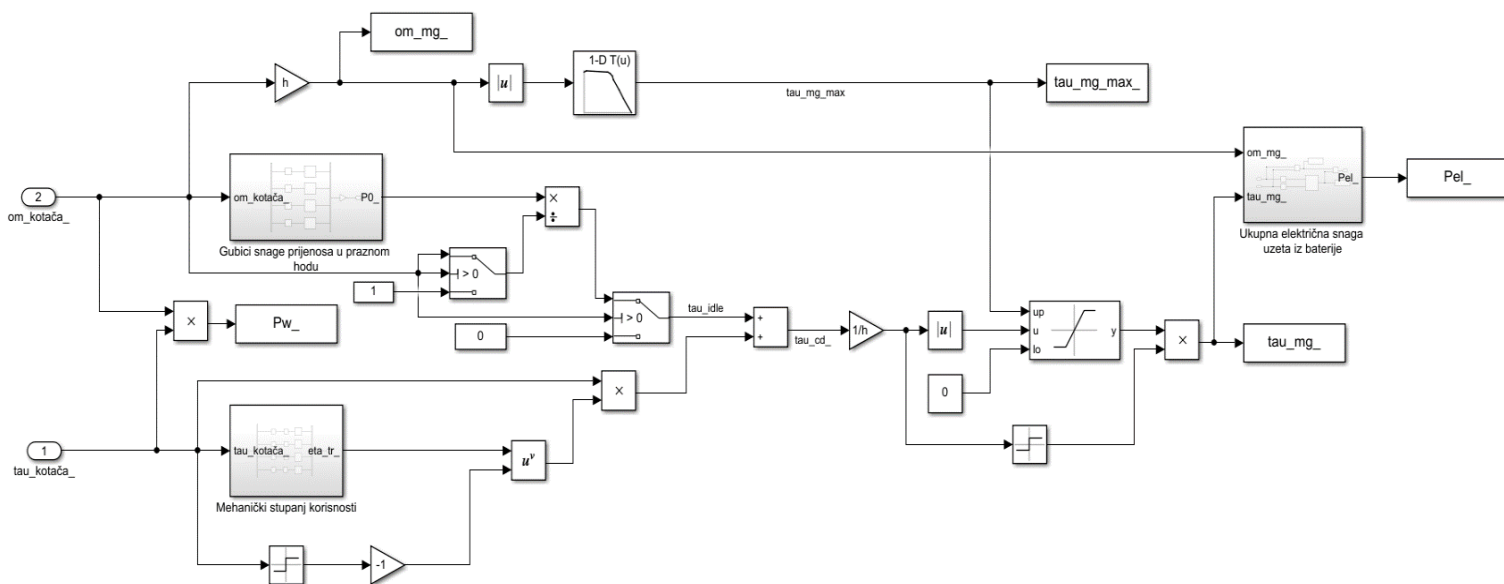 om_mg_
h
|u|
1-D T(u)
tau_mg_max
tau_mg_max_
om_mg_
tau_mg_
Pel_
Ukupna električna snaga
uzeta iz baterije
Pel_
2
om_kotača_
om_kotača_
P0_
Gubici snage prijenosa u praznom
hodu
×
÷
> 0
1
×
Pw_
> 0
0
tau_idle
+
+
tau_cd_
1/h
|u|
up
u
lo
y
0
×
tau_mg_
×
1
tau_kotača_
tau_kotača_
eta_tr_
Mehanički stupanj korisnosti
u^v
-1